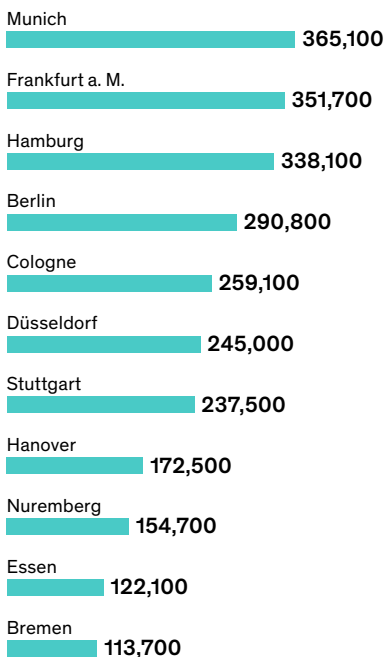 Munich
365,100
Frankfurt a. M.
351,700
Hamburg
338,100
Berlin
290,800
Cologne
259,100
Düsseldorf
245,000
Stuttgart
237,500
Hanover
172,500
Nuremberg
154,700
Essen
122,100
Bremen
113,700